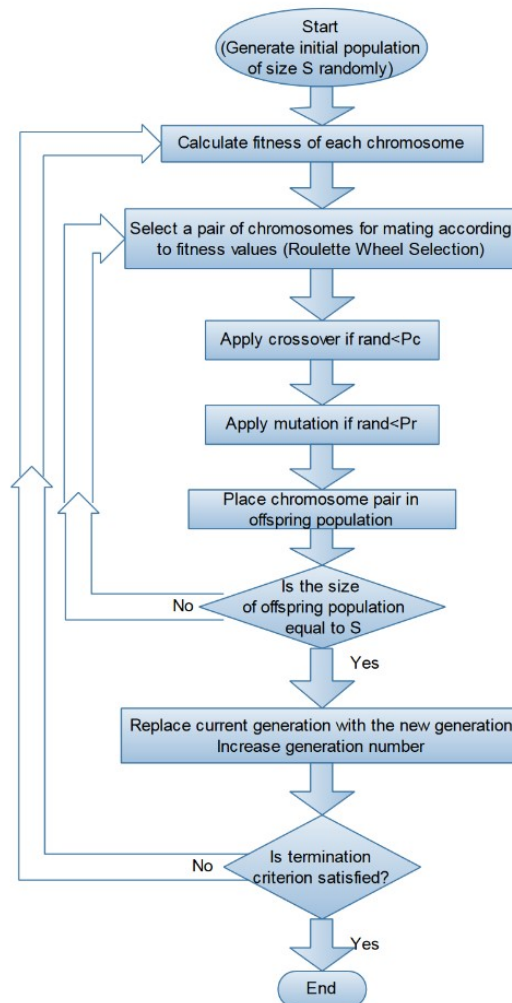 Start
(Generate initial population
of size S randomly)
Calculate fitness of each chromosome
Select a pair of chromosomes for mating according
to fitness values (Roulette Wheel Selection)
Apply crossover if rand<Pc
Apply mutation if rand<Pr
Place chromosome pair in
offspring population
Is the size
of offspring population
equal to S
No
Yes
Replace current generation with the new generation
Increase generation number
Is termination
criterion satisfied?
No
Yes
End